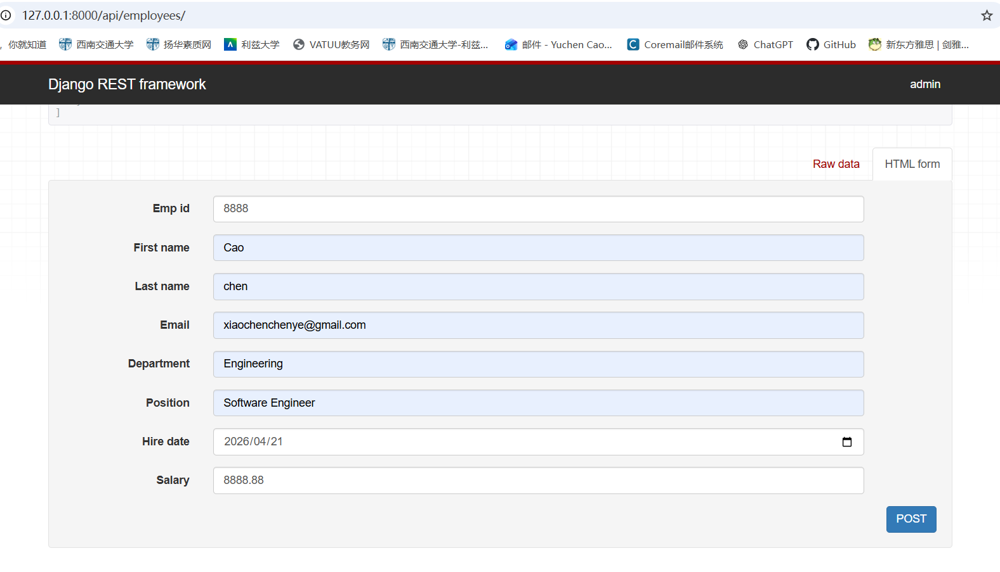 127.0.0.1:8000/api/employees/
，你就知道 西南交通大学 扬华素质网 利兹大学 VATUU教务网 西南交通大学-利兹... 邮件 - Yuchen Cao... Coremail邮件系统 ChatGPT GitHub 新东方雅思 | 剑雅...
Django REST framework admin
]
Raw data HTML form
Emp id 8888
First name Cao
Last name chen
Email xiaochenchenye@gmail.com
Department Engineering
Position Software Engineer
Hire date 2026/04/21
Salary 8888.88
POST